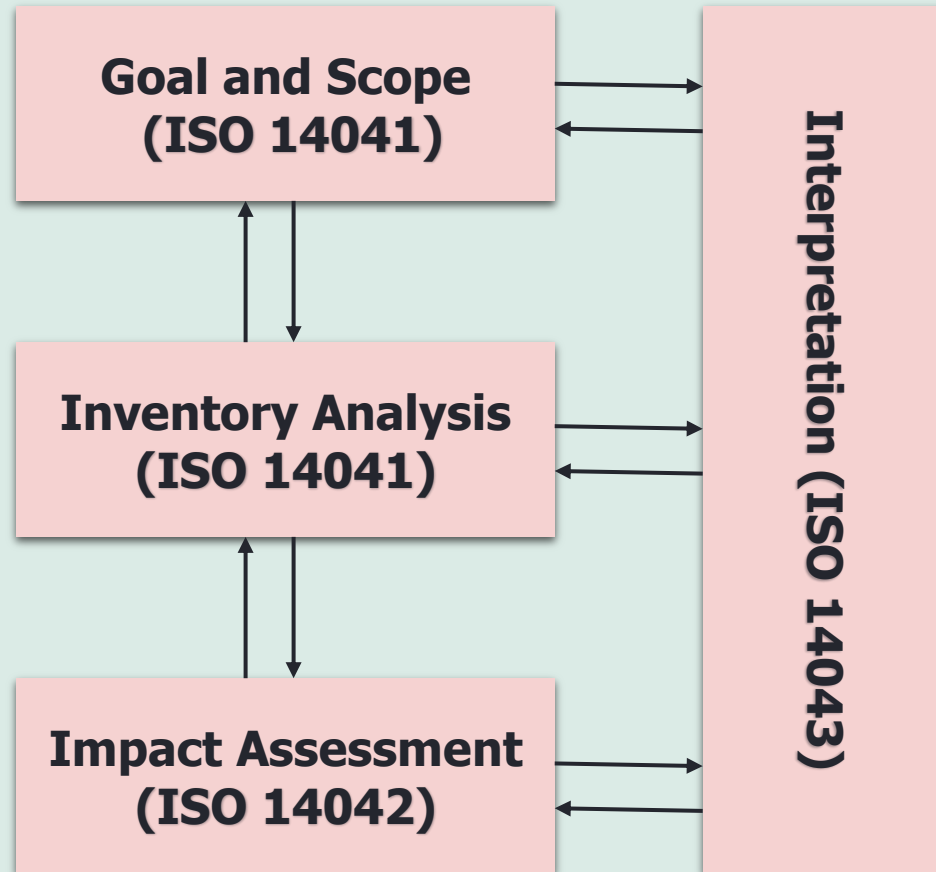 Goal and Scope
(ISO 14041)
Inventory Analysis
(ISO 14041)
Impact Assessment
(ISO 14042)
Interpretation (ISO 14043)